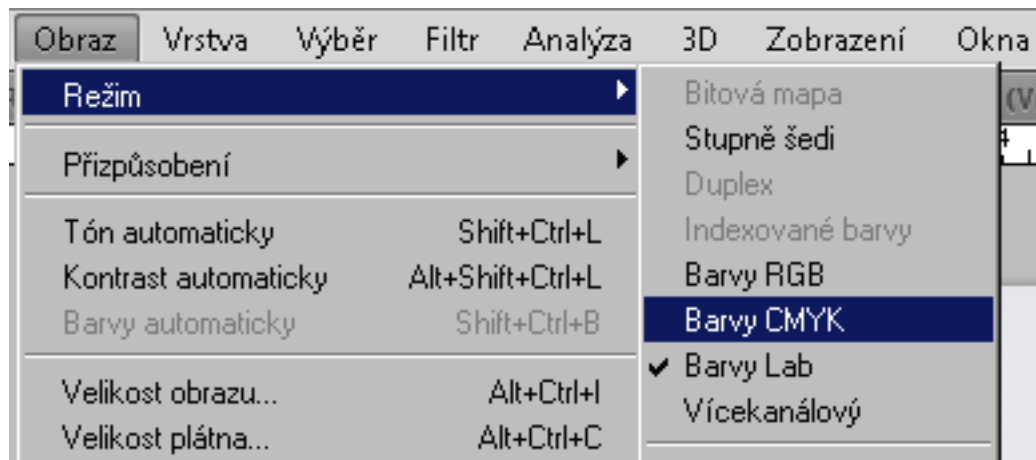 Obraz Vrstva Výběr Filtr Analýza 3D Zobrazení Okna
Režim
Přizpůsobení
Tón automaticky Shift+Ctrl+L
Kontrast automaticky Alt+Shift+Ctrl+L
Barvy automaticky Shift+Ctrl+B
Velikost obrazu... Alt+Ctrl+I
Velikost plátna... Alt+Ctrl+C
Bitová mapa
Stupně šedi
Duplex
Indexované barvy
Barvy RGB
Barvy CMYK
Barvy Lab
Vícekanálový
4